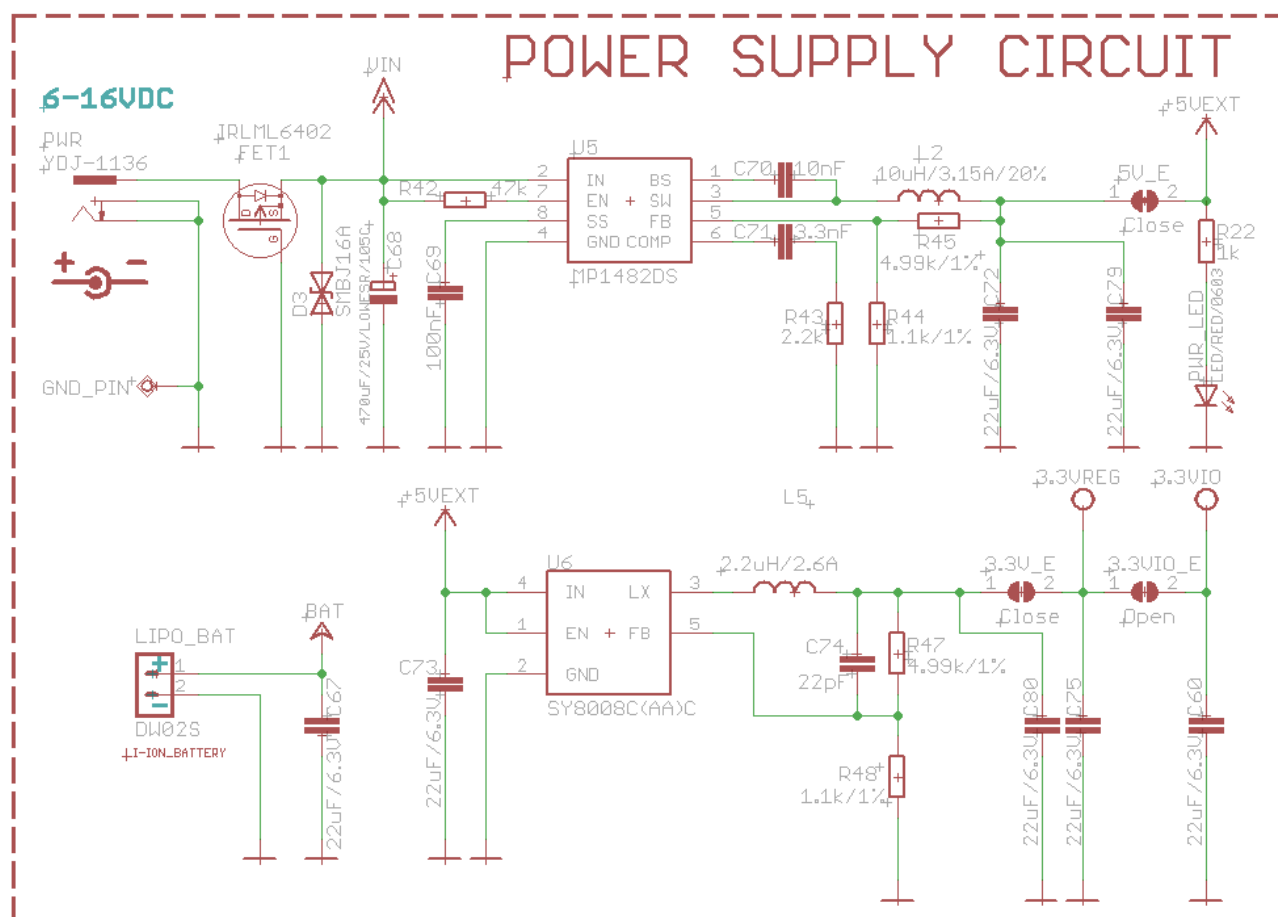 POWER SUPPLY CIRCUIT
6-16VDC
PWR
YDJ-1136
IRLML6402
FET1
D
S
G
VIN
R42
47k
U5
2 IN BS 1
7 EN SW 3
8 SS FB 5
4 GND COMP 6
MP1482DS
C70
10nF
C71
3.3nF
L2
10uH/3.15A/20%
R45
4.99k/1%
5V_E
1 2
Close
+5VEXT
R22
1k
D3
SMBJ16A
C68
470uF/25V/LOWESR/105C
C69
100nF
R43
2.2k
R44
1.1k/1%
C72
22uF/6.3V
C79
22uF/6.3V
PWR_LED
LED/RED/0603
GND_PIN
+5VEXT
L5
2.2uH/2.6A
U6
4 IN LX 3
1 EN FB 5
2 GND
SY8008C(AA)C
C73
22uF/6.3V
C74
22pF
R47
4.99k/1%
R48
1.1k/1%
3.3VREG
3.3VIO
3.3V_E
1 2
Close
3.3VIO_E
1 2
Open
C80
22uF/6.3V
C75
22uF/6.3V
C60
22uF/6.3V
LIPO_BAT
1
2
DW02S
LI-ION_BATTERY
BAT
C67
22uF/6.3V